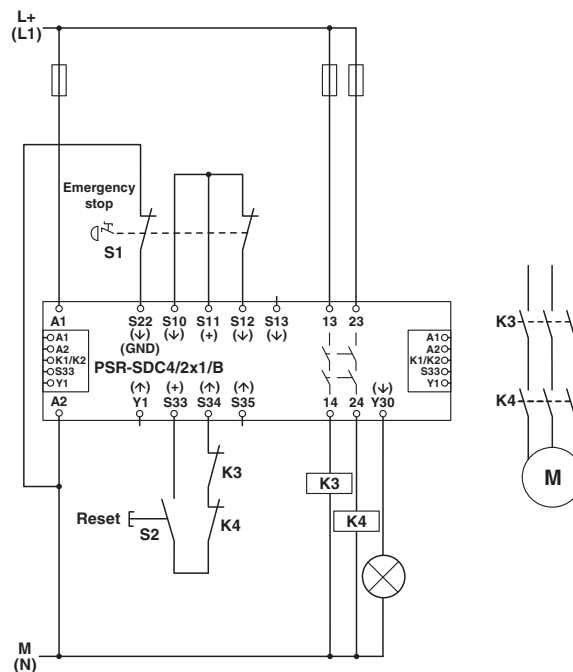 L+
(L1)
Emergency
stop
S1
A1 S22 S10 S11 S12 S13 13 23
(↓) (↓) (+) (↓) (↓)
(GND)
A1
A2
K1/K2
S33
Y1
PSR-SDC4/2x1/B
A1
A2
K1/K2
S33
Y1
(↑) (+) (↑) (↑) (↓)
A2 Y1 S33 S34 S35 14 24 Y30
K3
K4
K3
K3
K4
K4
M
Reset
S2
M
(N)